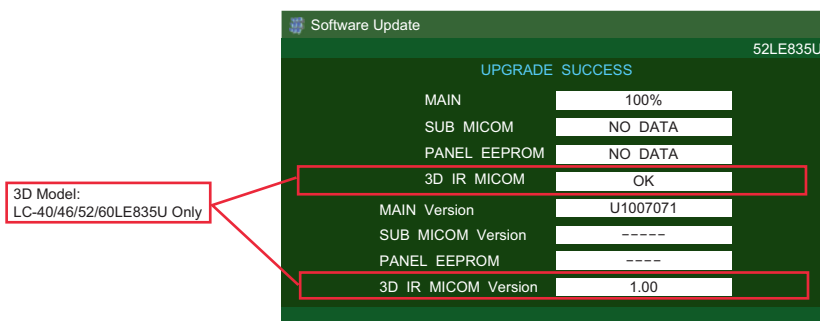 Software Update
52LE835U
UPGRADE SUCCESS
MAIN 100%
SUB MICOM NO DATA
PANEL EEPROM NO DATA
3D IR MICOM OK
3D Model:
LC-40/46/52/60LE835U Only
MAIN Version U1007071
SUB MICOM Version -----
PANEL EEPROM ----
3D IR MICOM Version 1.00